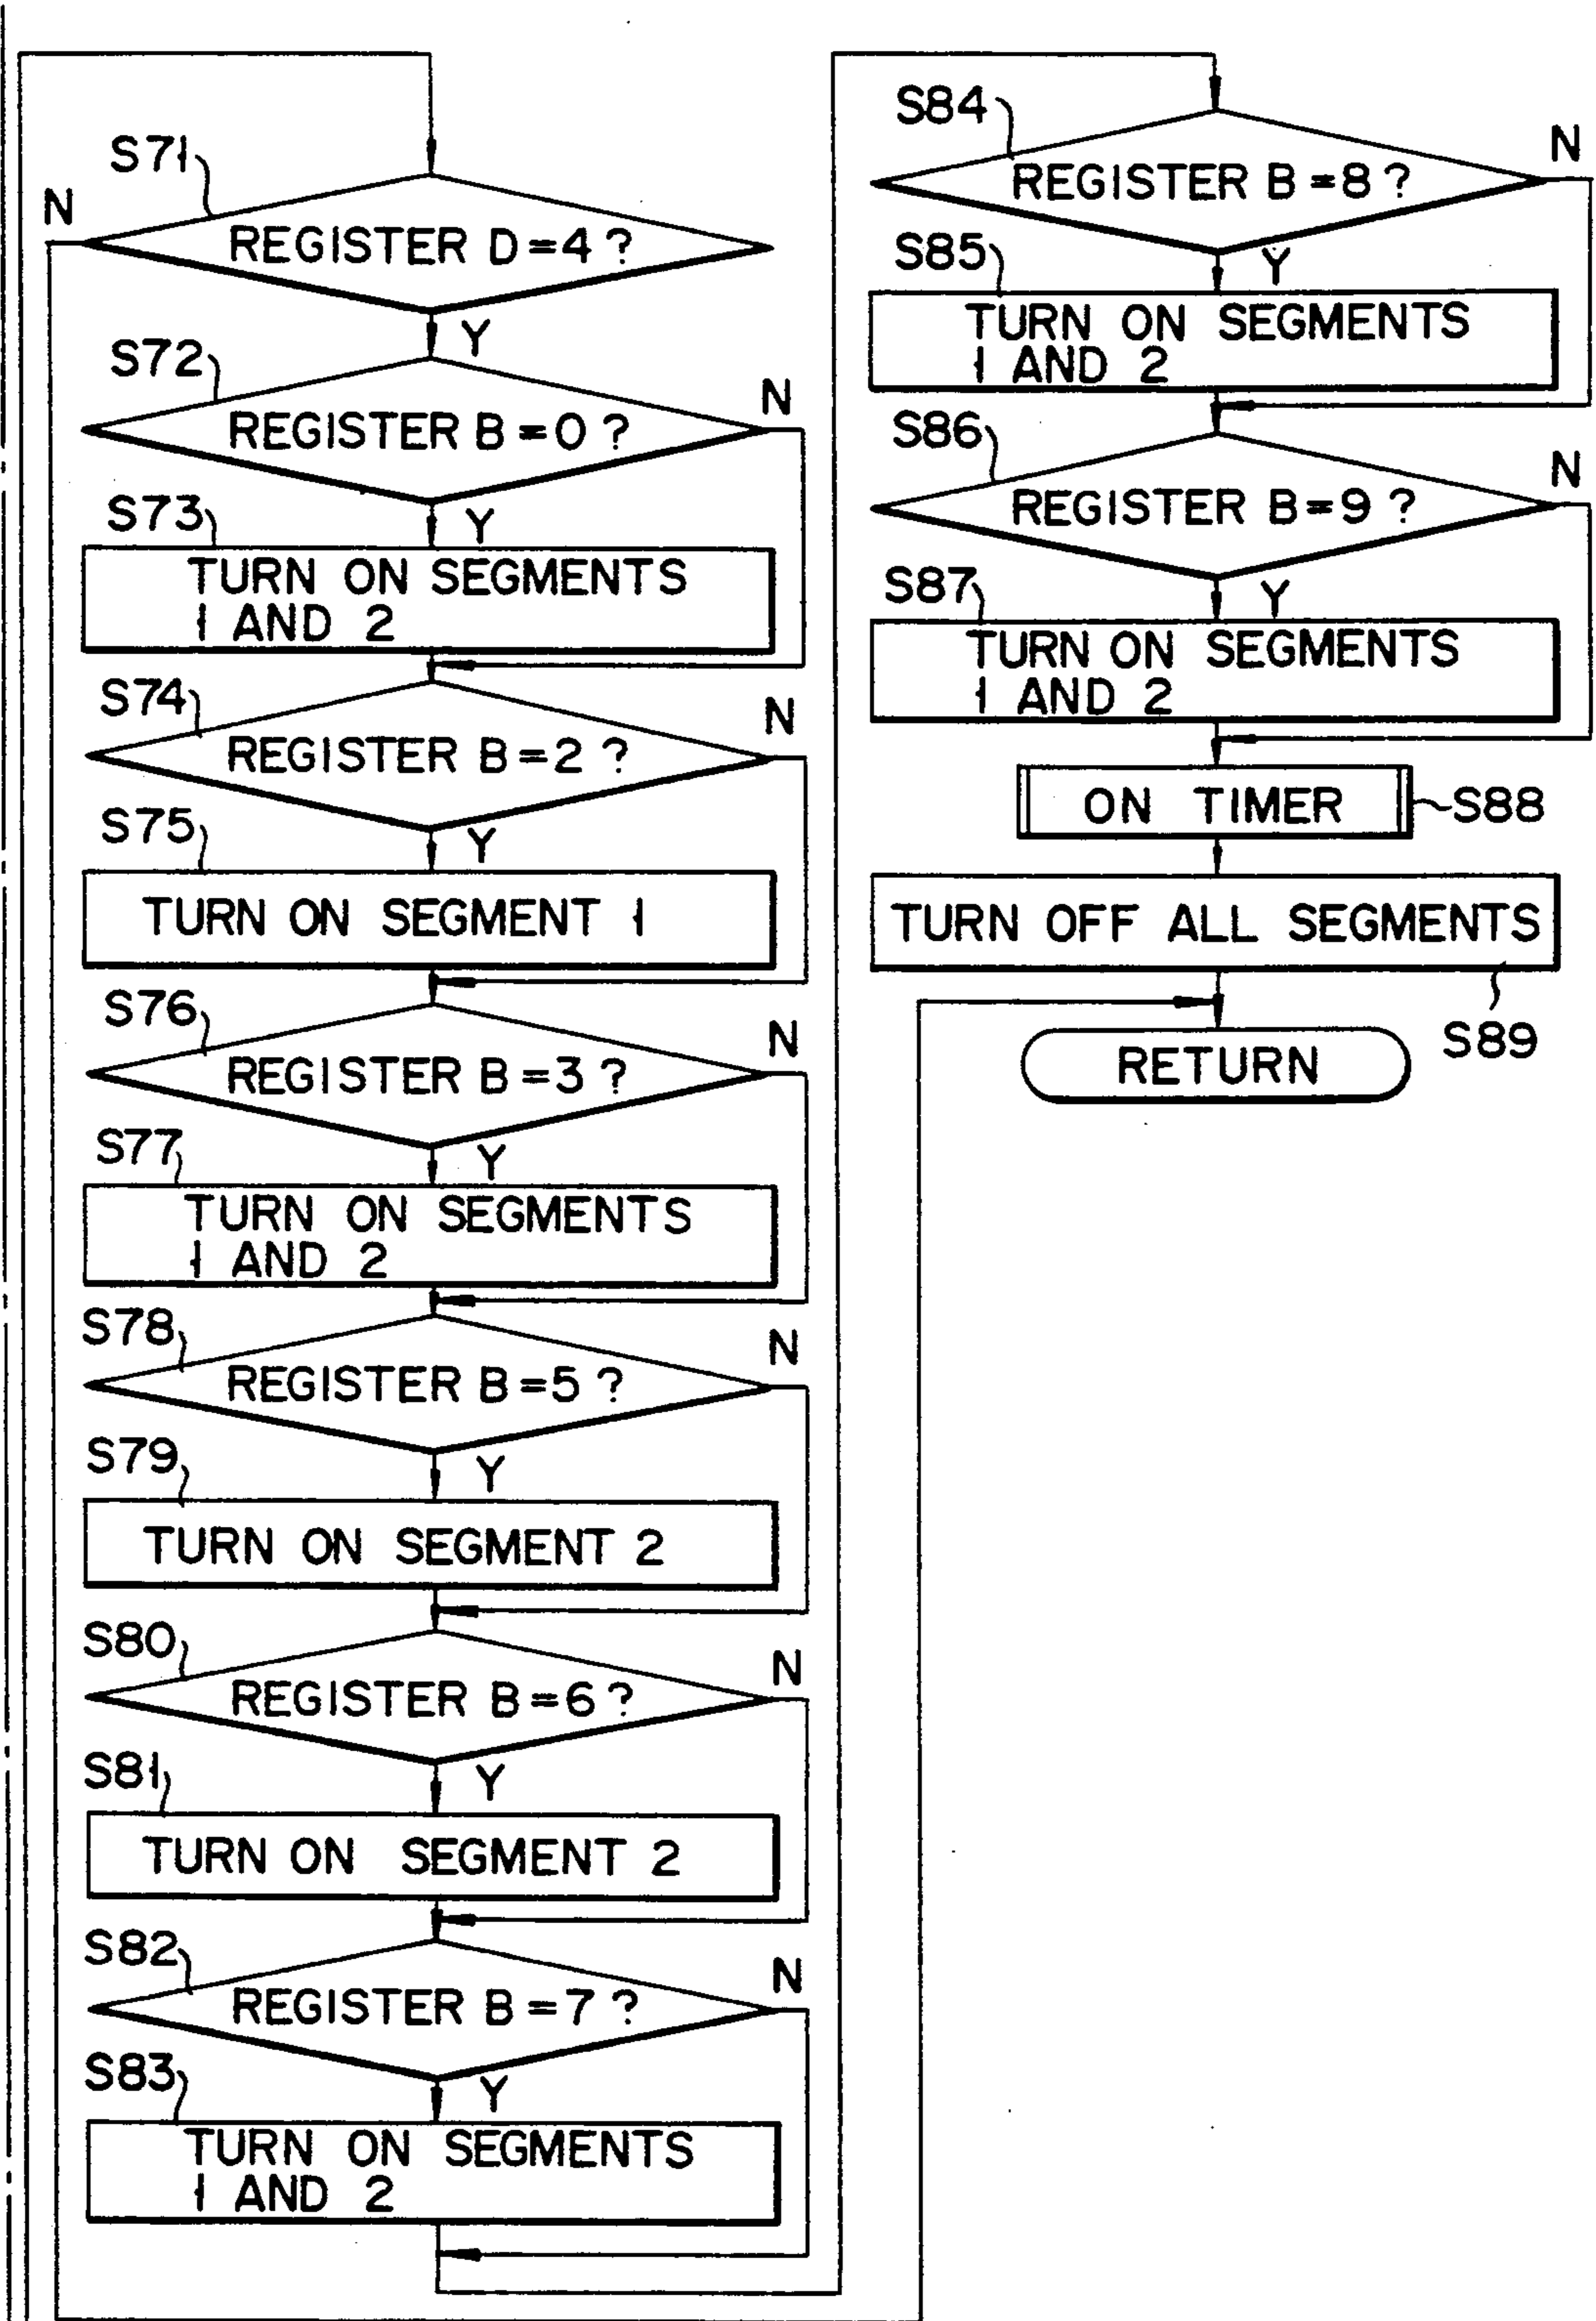 S71
N
REGISTER D=4 ?
Y
S72
N
REGISTER B=0 ?
Y
S73
TURN ON SEGMENTS
1 AND 2
S74
N
REGISTER B=2 ?
Y
S75
TURN ON SEGMENT 1
S76
N
REGISTER B=3 ?
Y
S77
TURN ON SEGMENTS
1 AND 2
S78
N
REGISTER B=5 ?
Y
S79
TURN ON SEGMENT 2
S80
N
REGISTER B=6 ?
Y
S81
TURN ON SEGMENT 2
S82
N
REGISTER B=7 ?
Y
S83
TURN ON SEGMENTS
1 AND 2
S84
N
REGISTER B=8 ?
Y
S85
TURN ON SEGMENTS
1 AND 2
S86
N
REGISTER B=9 ?
Y
S87
TURN ON SEGMENTS
1 AND 2
ON TIMER
S88
TURN OFF ALL SEGMENTS
S89
RETURN